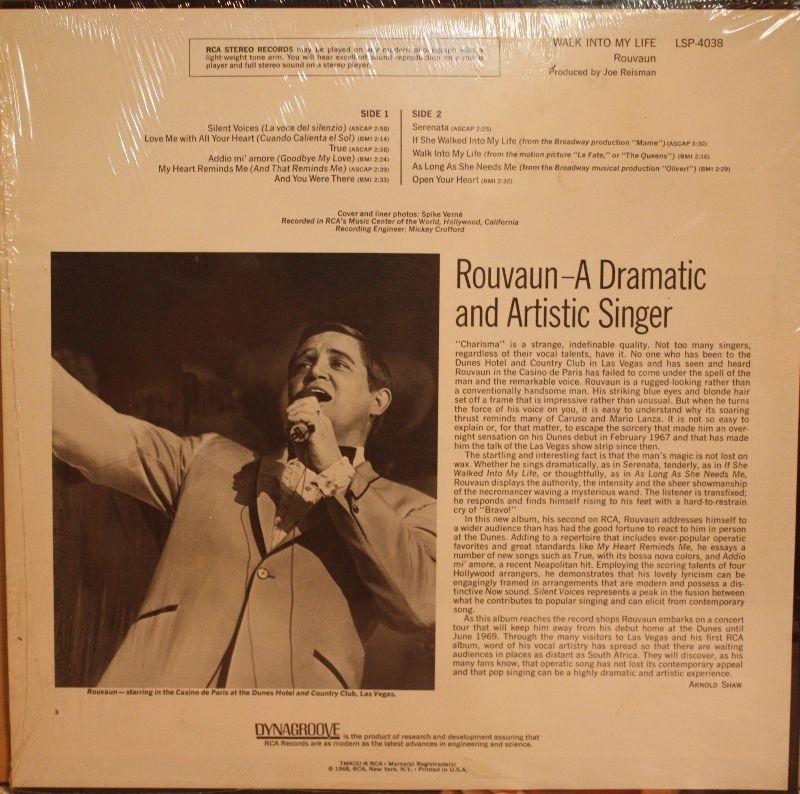 RCA STEREO RECORDS may be played on any modern phonograph with a
light-weight tone arm. You will hear excellent sound reproduction on a mono
player and full stereo sound on a stereo player.
WALK INTO MY LIFE LSP-4038
Rouvaun
Produced by Joe Reisman
SIDE 1
Silent Voices (La voce del silenzio) (ASCAP 2:58)
Love Me with All Your Heart (Cuando Calienta el Sol) (BMI 2:14)
True (ASCAP 2:36)
Addio mi' amore (Goodbye My Love) (BMI 2:24)
My Heart Reminds Me (And That Reminds Me) (ASCAP 2:39)
And You Were There (BMI 2:33)
SIDE 2
Serenata (ASCAP 2:25)
If She Walked Into My Life (from the Broadway production "Mame") (ASCAP 3:30)
Walk Into My Life (from the motion picture "Le Fate," or "The Queens") (BMI 2:16)
As Long As She Needs Me (from the Broadway musical production "Oliver!") (BMI 2:29)
Open Your Heart (BMI 2:32)
Cover and liner photos: Spike Verné
Recorded in RCA's Music Center of the World, Hollywood, California
Recording Engineer: Mickey Crofford
Rouvaun–A Dramatic
and Artistic Singer
"Charisma" is a strange, indefinable quality. Not too many singers,
regardless of their vocal talents, have it. No one who has been to the
Dunes Hotel and Country Club in Las Vegas and has seen and heard
Rouvaun in the Casino de Paris has failed to come under the spell of the
man and the remarkable voice. Rouvaun is a rugged-looking rather than
a conventionally handsome man. His striking blue eyes and blonde hair
set off a frame that is impressive rather than unusual. But when he turns
the force of his voice on you, it is easy to understand why its soaring
thrust reminds many of Caruso and Mario Lanza. It is not so easy to
explain or, for that matter, to escape the sorcery that made him an over-
night sensation on his Dunes debut in February 1967 and that has made
him the talk of the Las Vegas show strip since then.
The startling and interesting fact is that the man's magic is not lost on
wax. Whether he sings dramatically, as in Serenata, tenderly, as in If She
Walked Into My Life, or thoughtfully, as in As Long As She Needs Me,
Rouvaun displays the authority, the intensity and the sheer showmanship
of the necromancer waving a mysterious wand. The listener is transfixed;
he responds and finds himself rising to his feet with a hard-to-restrain
cry of "Bravo!"
In this new album, his second on RCA, Rouvaun addresses himself to
a wider audience than has had the good fortune to react to him in person
at the Dunes. Adding to a repertoire that includes ever-popular operatic
favorites and great standards like My Heart Reminds Me, he essays a
number of new songs such as True, with its bossa nova colors, and Addio
mi' amore, a recent Neapolitan hit. Employing the scoring talents of four
Hollywood arrangers, he demonstrates that his lovely lyricism can be
engagingly framed in arrangements that are modern and possess a dis-
tinctive Now sound. Silent Voices represents a peak in the fusion between
what he contributes to popular singing and can elicit from contemporary
song.
As this album reaches the record shops Rouvaun embarks on a concert
tour that will keep him away from his debut home at the Dunes until
June 1969. Through the many visitors to Las Vegas and his first RCA
album, word of his vocal artistry has spread so that there are waiting
audiences in places as distant as South Africa. They will discover, as his
many fans know, that operatic song has not lost its contemporary appeal
and that pop singing can be a highly dramatic and artistic experience.
ARNOLD SHAW
Rouvaun—starring in the Casino de Paris at the Dunes Hotel and Country Club, Las Vegas.
3
DYNAGROOVE is the product of research and development assuring that
RCA Records are as modern as the latest advances in engineering and science.
TMK(S) ® RCA • Marca(s) Registrada(s)
© 1968, RCA, New York, N.Y. • Printed in U.S.A.